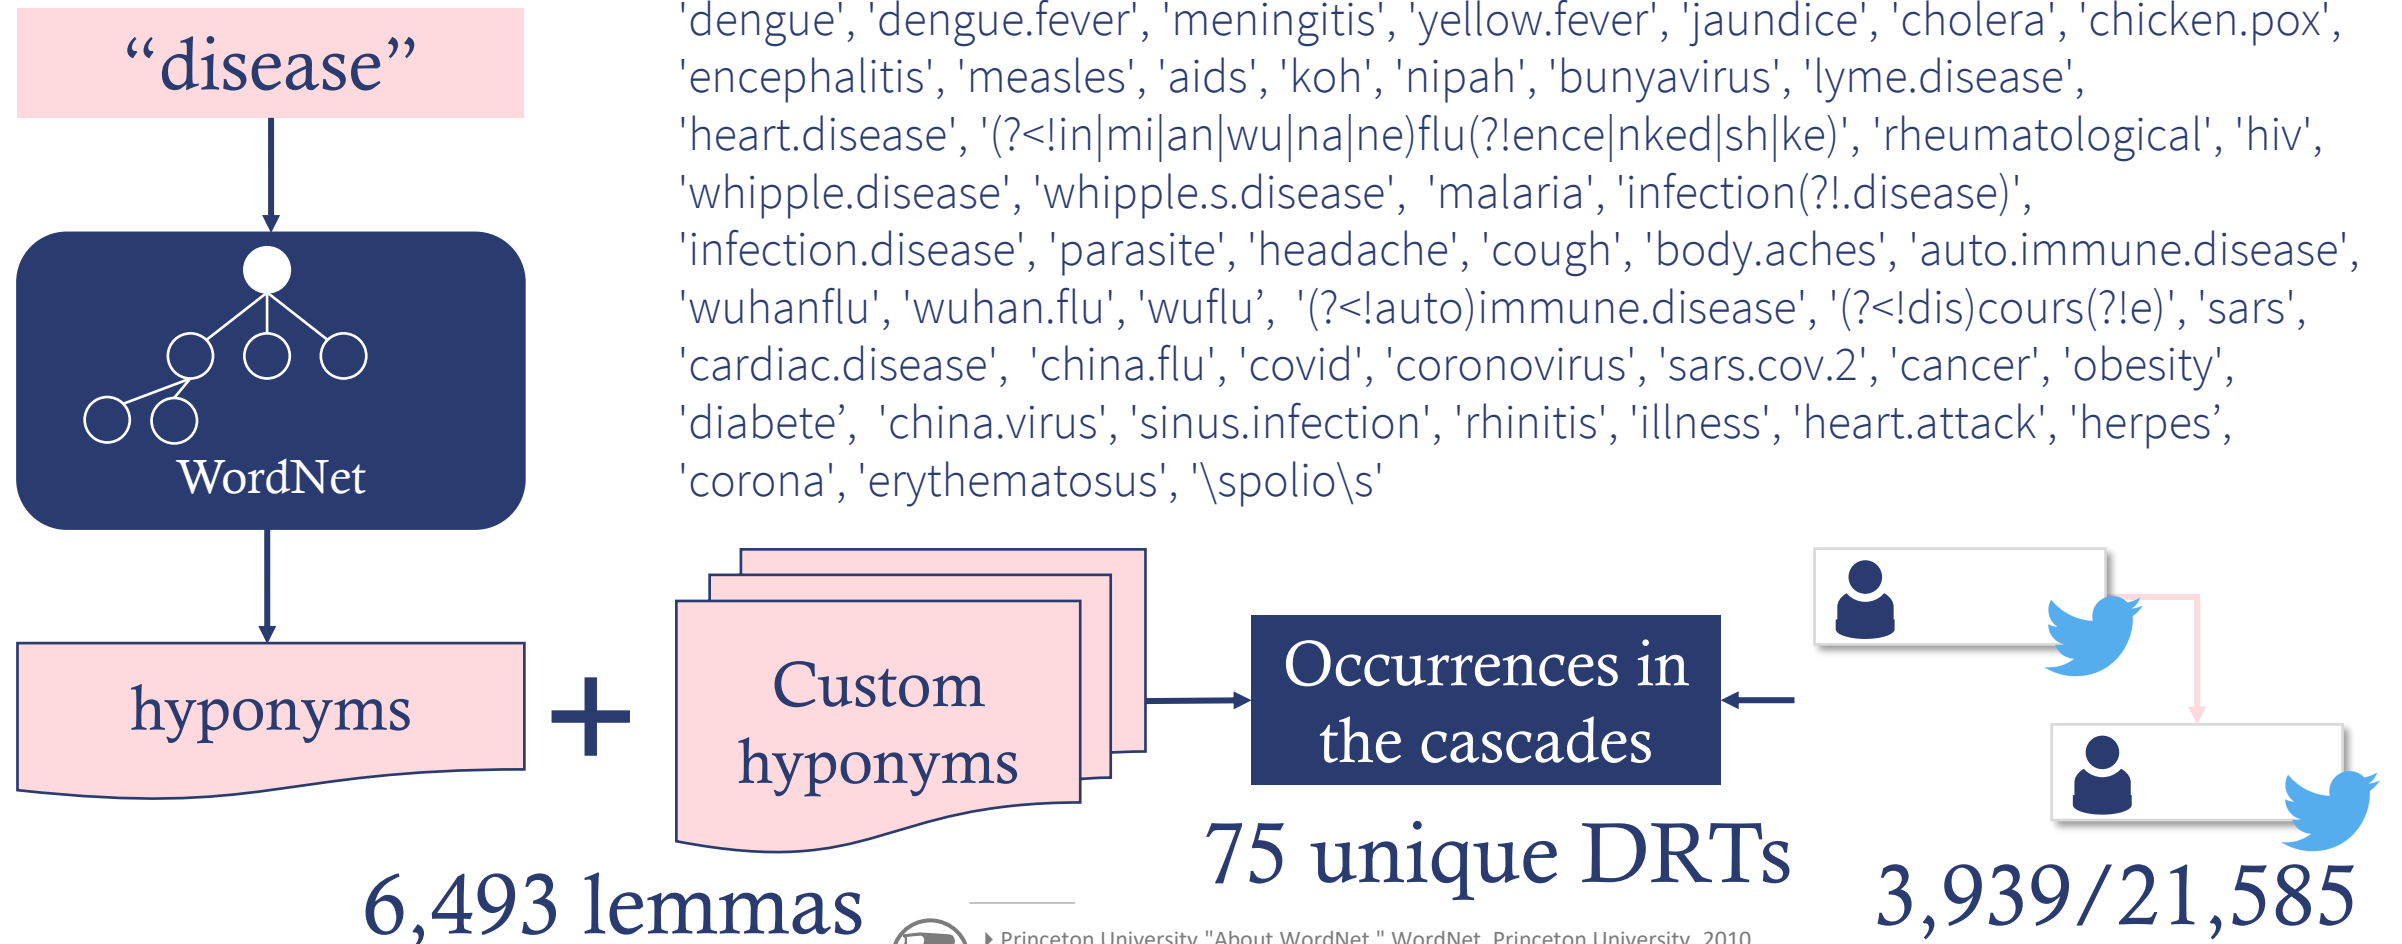 “disease”
'dengue', 'dengue.fever', 'meningitis', 'yellow.fever', 'jaundice', 'cholera', 'chicken.pox',
'encephalitis', 'measles', 'aids', 'koh', 'nipah', 'bunyavirus', 'lyme.disease',
'heart.disease', '(?<!in|mi|an|wu|na|ne)flu(?!ence|nked|sh|ke)', 'rheumatological', 'hiv',
'whipple.disease', 'whipple.s.disease', 'malaria', 'infection(?!.disease)',
'infection.disease', 'parasite', 'headache', 'cough', 'body.aches', 'auto.immune.disease',
'wuhanflu', 'wuhan.flu', 'wuflu’, '(?<!auto)immune.disease', '(?<!dis)cours(?!e)', 'sars',
'cardiac.disease', 'china.flu', 'covid', 'coronovirus', 'sars.cov.2', 'cancer', 'obesity',
'diabete’, 'china.virus', 'sinus.infection', 'rhinitis', 'illness', 'heart.attack', 'herpes’,
'corona', 'erythematosus', '\spolio\s'
WordNet
hyponyms
+
Custom
hyponyms
Occurrences in
the cascades
6,493 lemmas
75 unique DRTs
3,939/21,585
Princeton University "About WordNet." WordNet. Princeton University. 2010